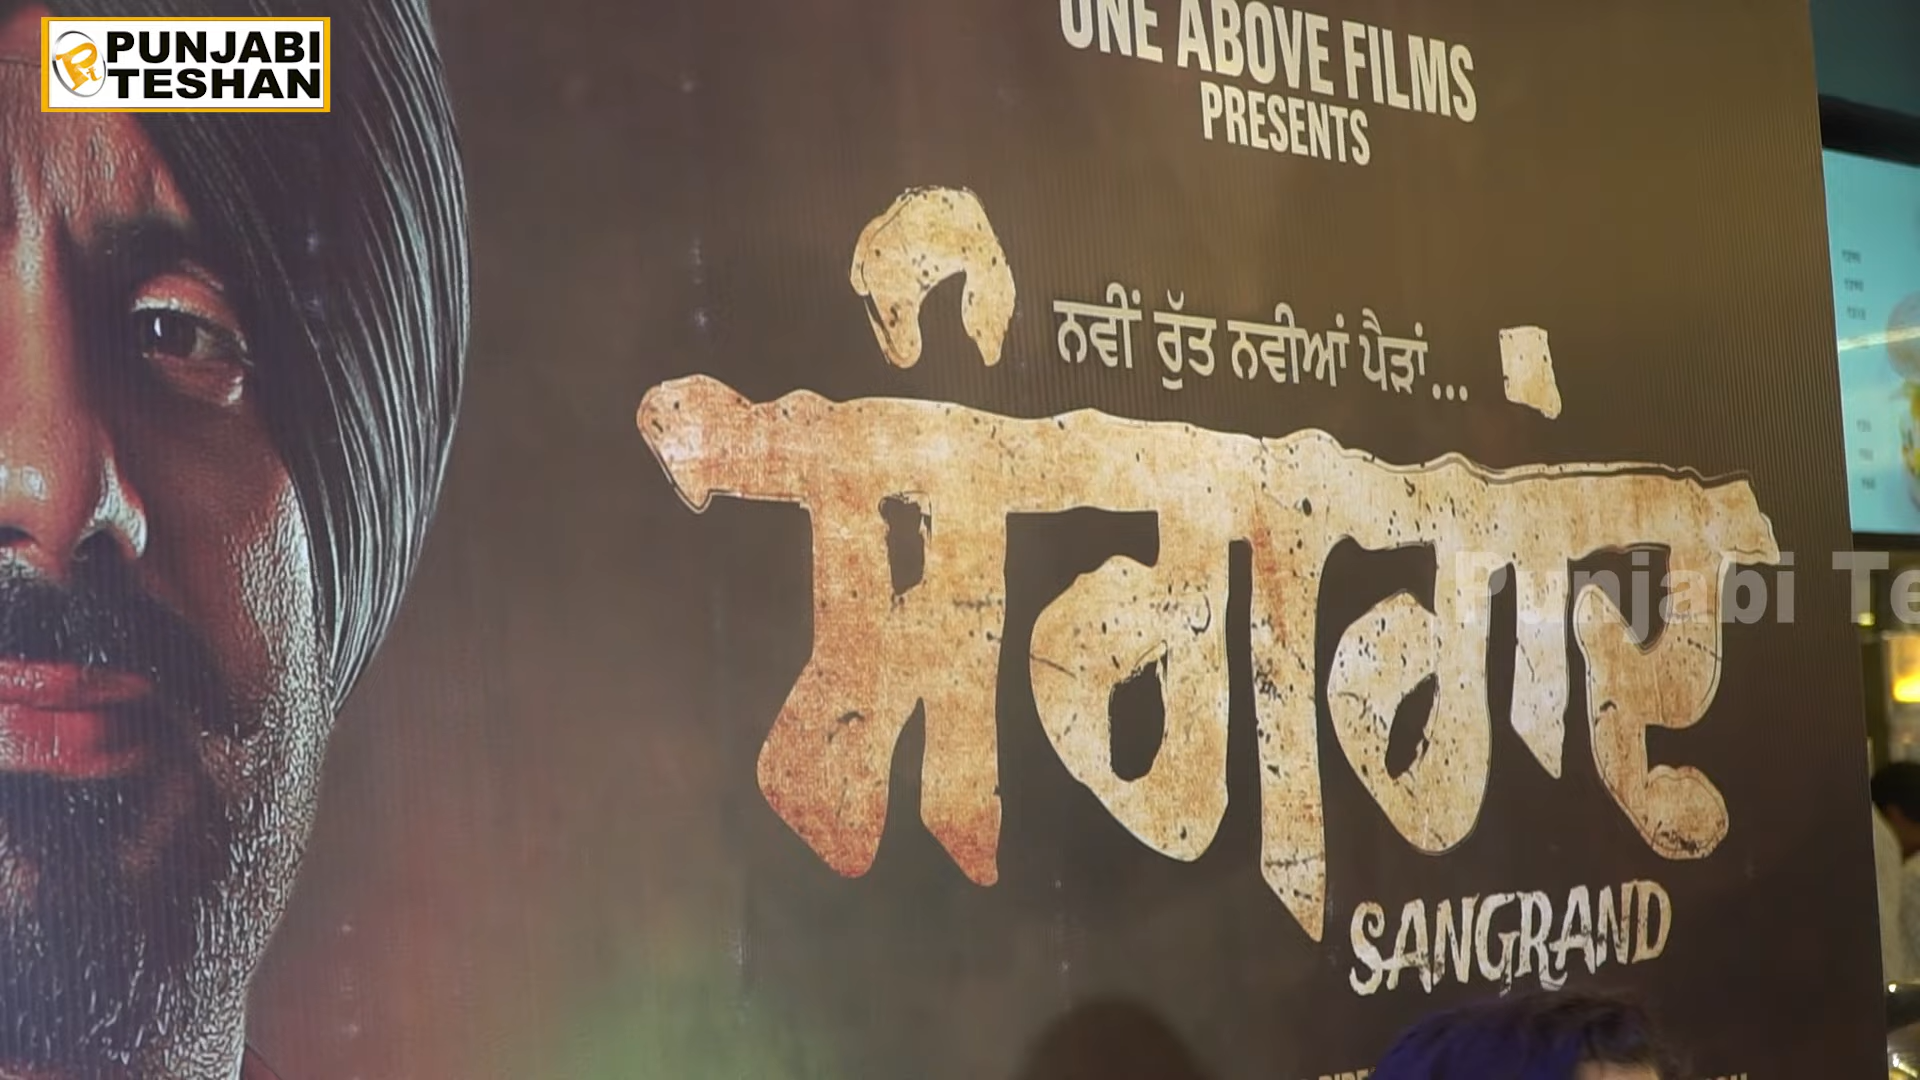 PUNJABI
TESHAN
ONE ABOVE FILMS
PRESENTS
ਨਵੀਂ ਰੁੱਤ ਨਵੀਆਂ ਪੈੜਾਂ...
ਸੰਗਰਾਂਦ
Punjabi Te
SANGRAND